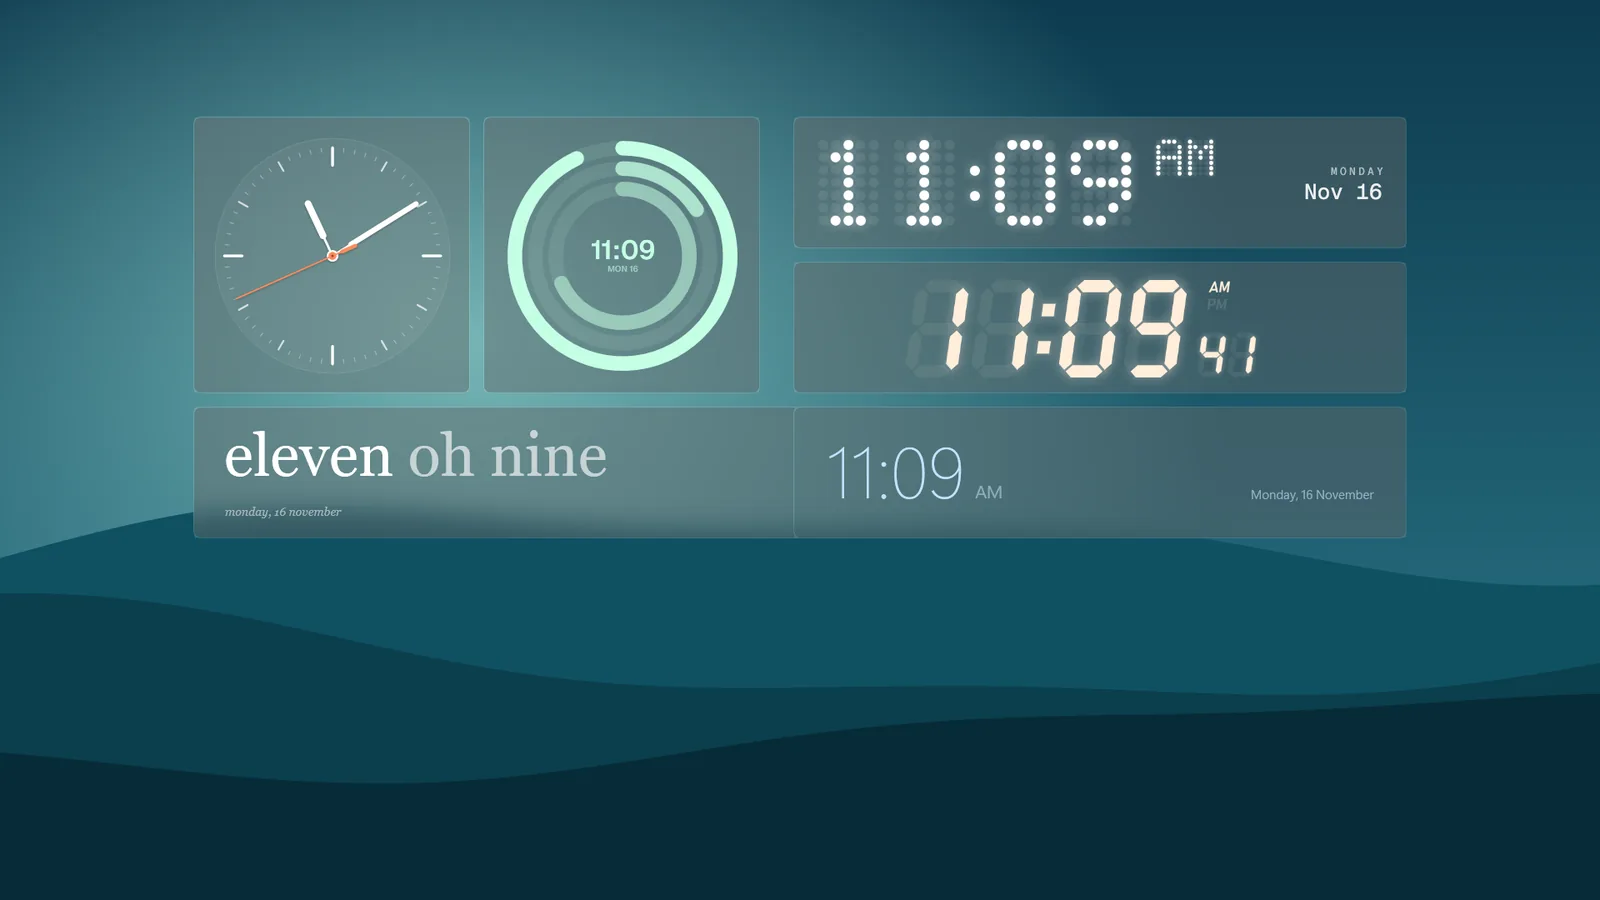 11:09
MON 16
11:09 AM
MONDAY
Nov 16
11:09 41
AM
PM
eleven oh nine
monday, 16 november
11:09 AM
Monday, 16 November